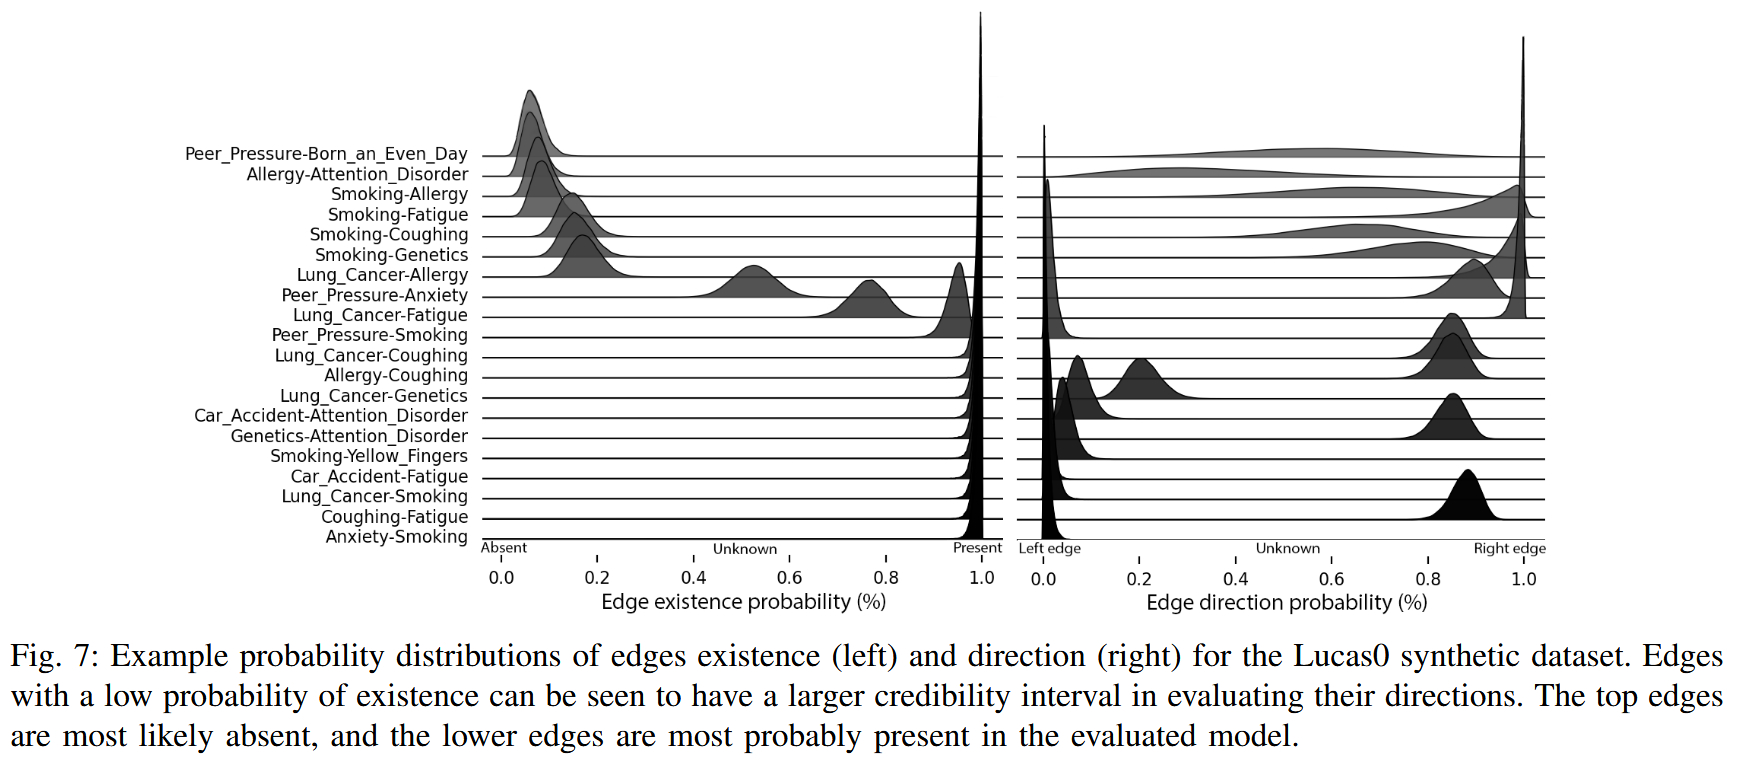 Peer_Pressure-Born_an_Even_Day
Allergy-Attention_Disorder
Smoking-Allergy
Smoking-Fatigue
Smoking-Coughing
Smoking-Genetics
Lung_Cancer-Allergy
Peer_Pressure-Anxiety
Lung_Cancer-Fatigue
Peer_Pressure-Smoking
Lung_Cancer-Coughing
Allergy-Coughing
Lung_Cancer-Genetics
Car_Accident-Attention_Disorder
Genetics-Attention_Disorder
Smoking-Yellow_Fingers
Car_Accident-Fatigue
Lung_Cancer-Smoking
Coughing-Fatigue
Anxiety-Smoking
Absent Unknown Present
0.0 0.2 0.4 0.6 0.8 1.0
Edge existence probability (%)
Left edge Unknown Right edge
0.0 0.2 0.4 0.6 0.8 1.0
Edge direction probability (%)
Fig. 7: Example probability distributions of edges existence (left) and direction (right) for the Lucas0 synthetic dataset. Edges
with a low probability of existence can be seen to have a larger credibility interval in evaluating their directions. The top edges
are most likely absent, and the lower edges are most probably present in the evaluated model.